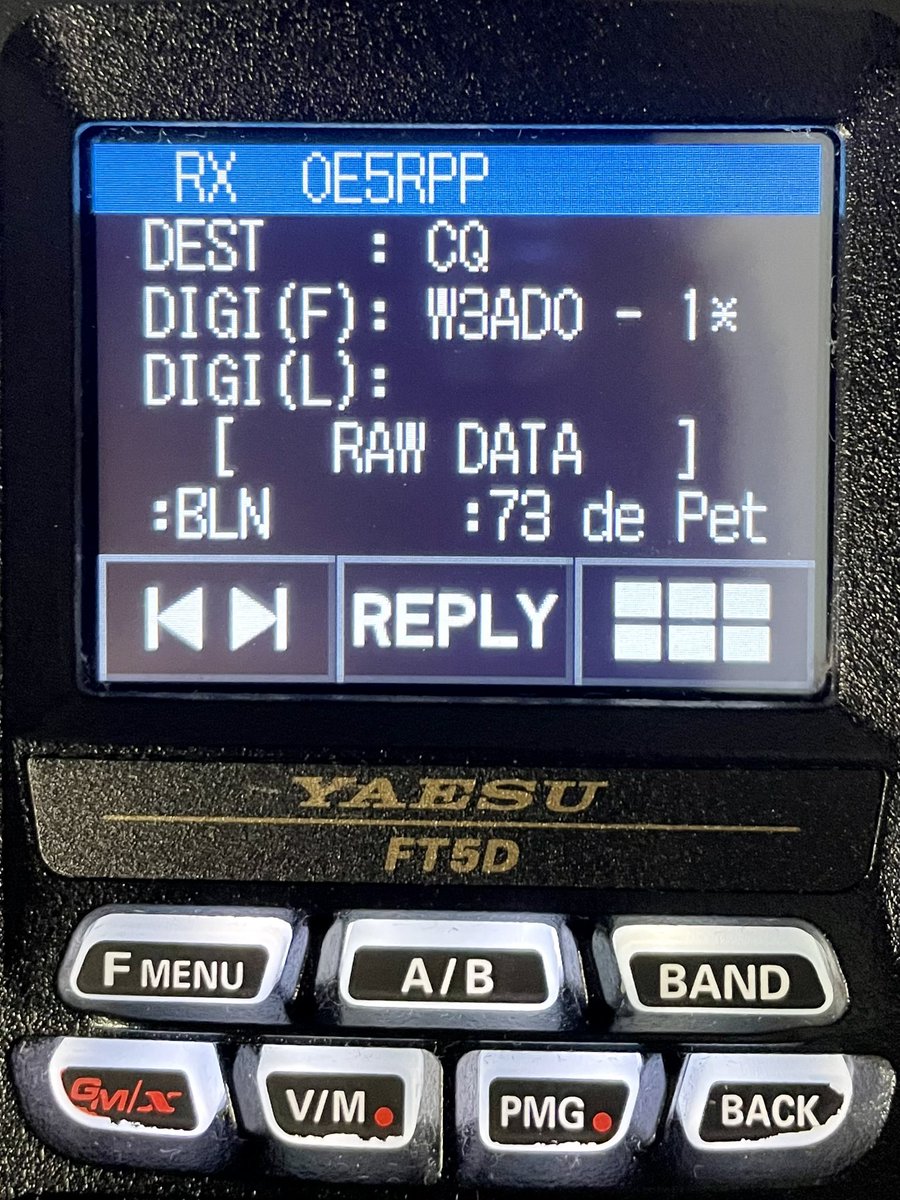 RX OE5RPP
DEST : CQ
DIGI(F): W3ADO - 1*
DIGI(L):
[ RAW DATA ]
:BLN :73 de Pet
REPLY
YAESU
FT5D
F MENU A/B BAND
GM/X V/M PMG BACK